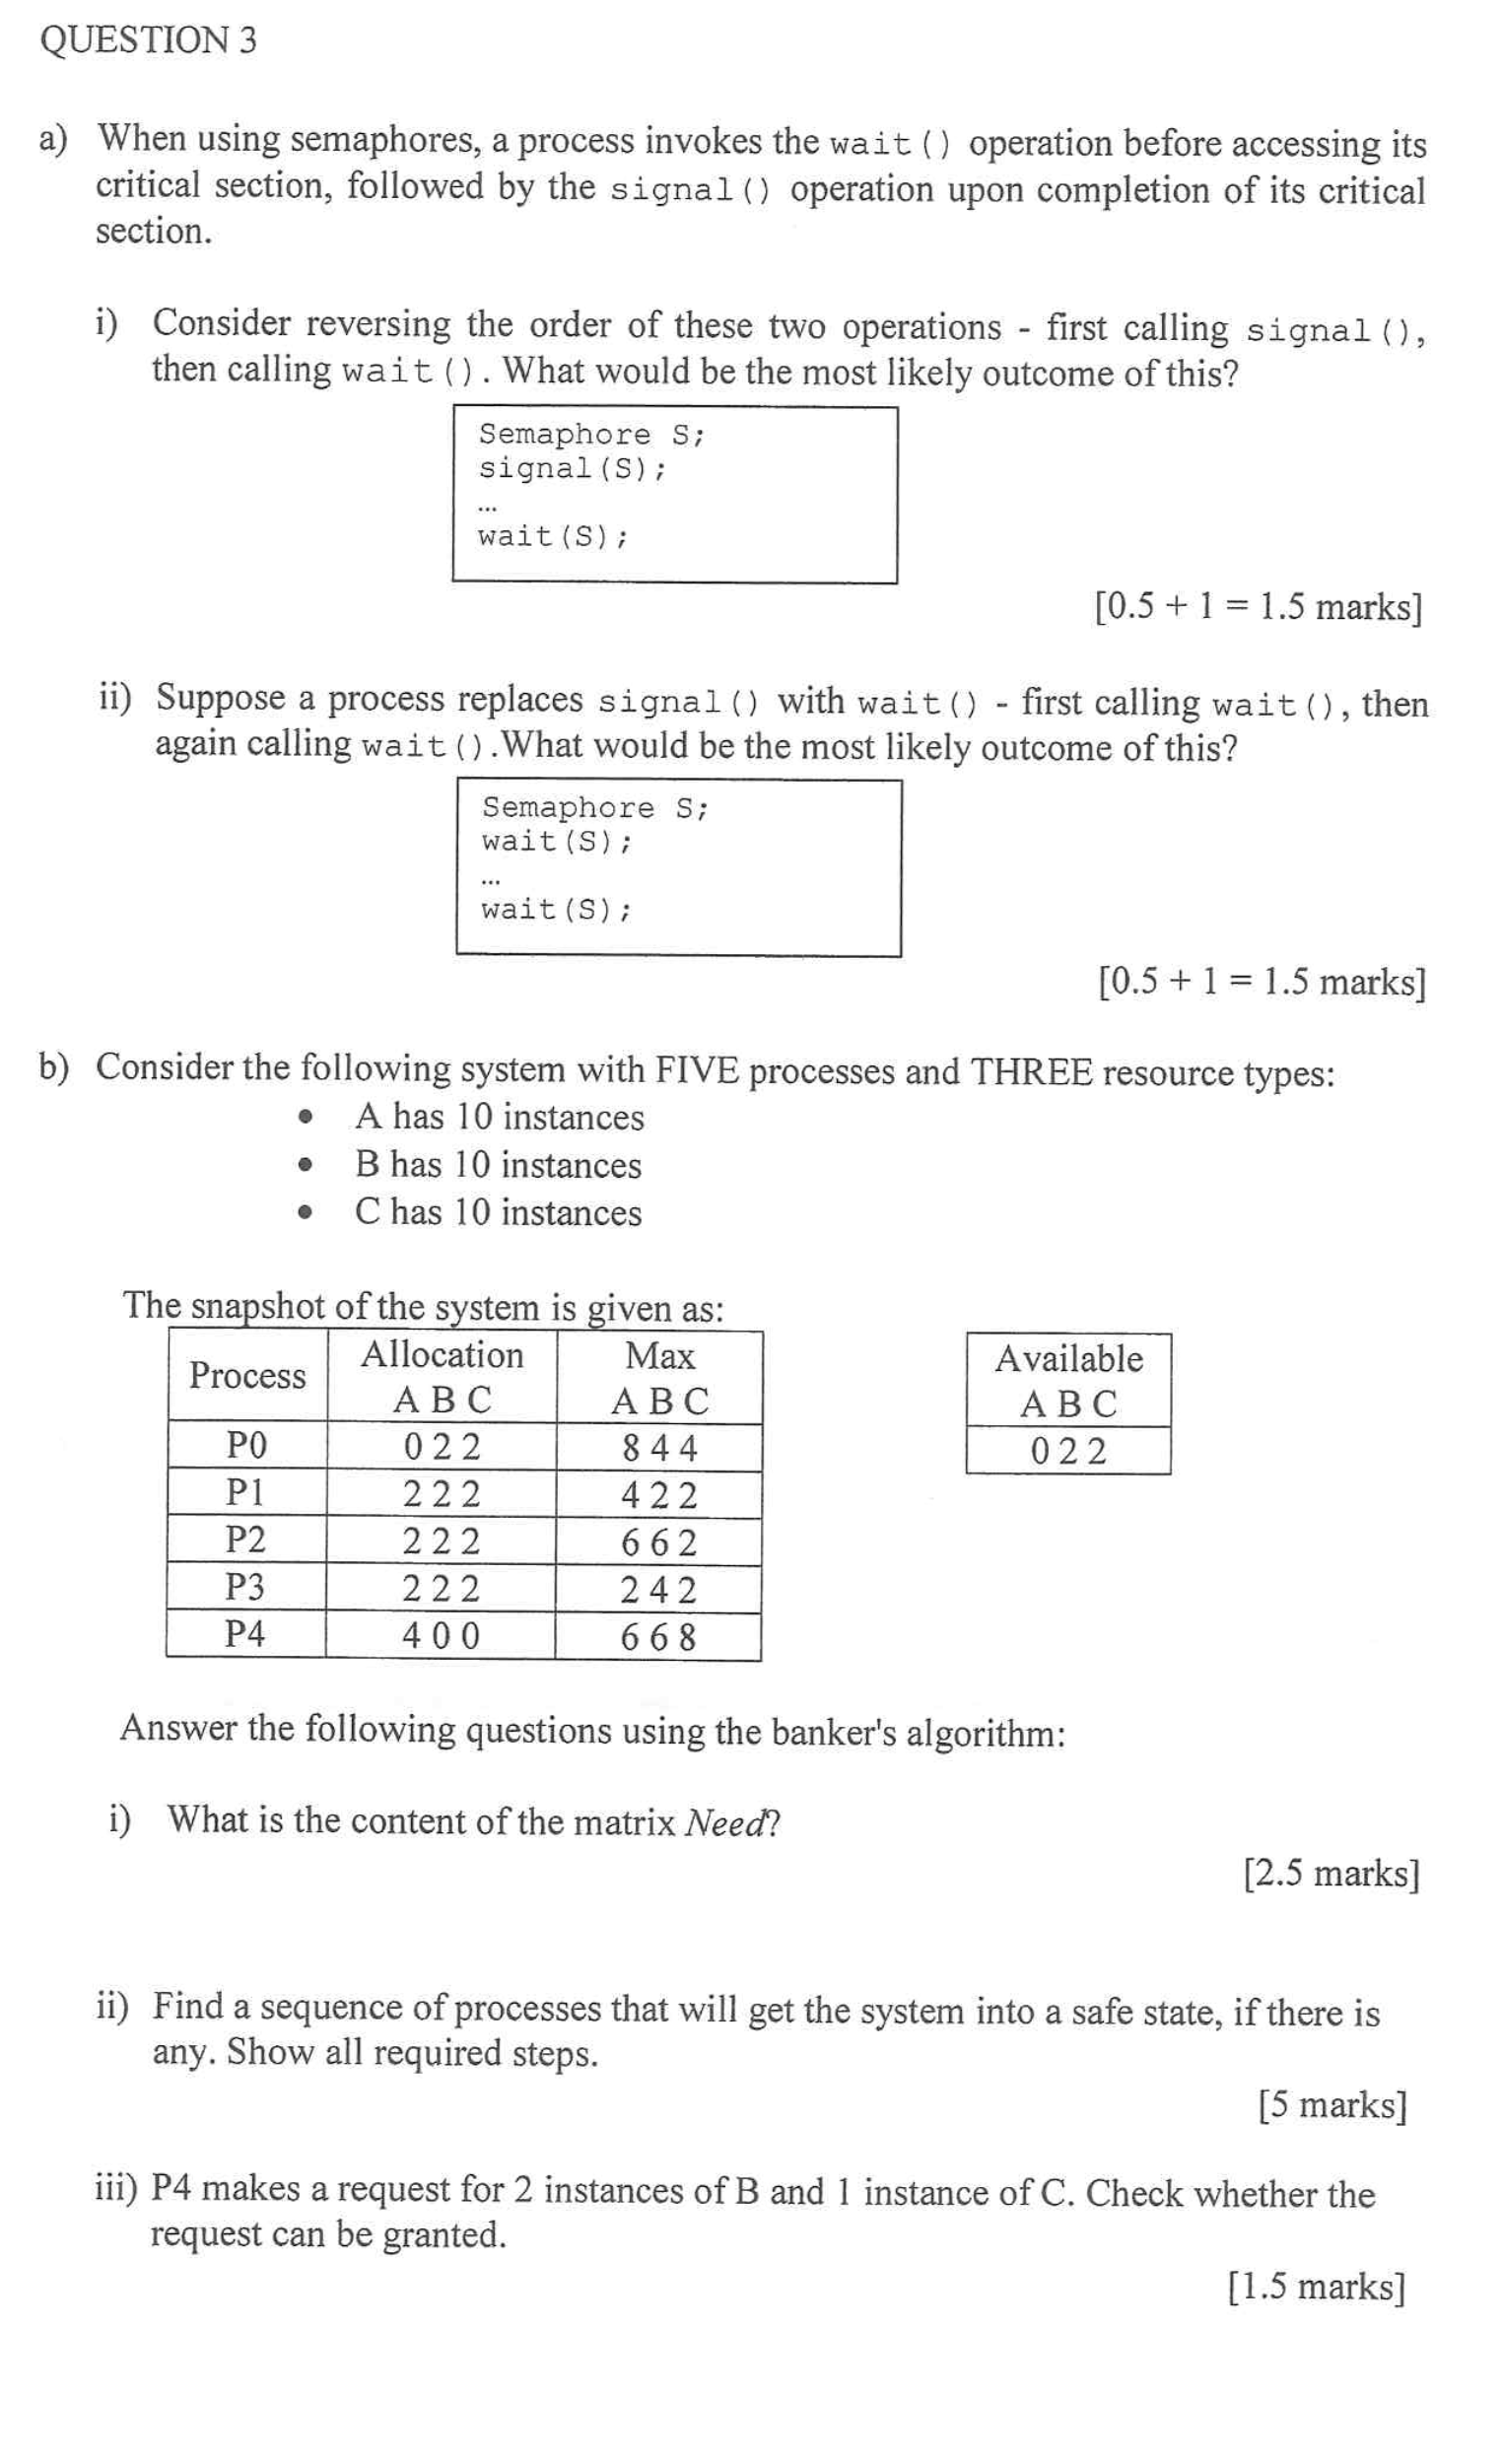 QUESTION 3
a) When using semaphores, a process invokes the wait() operation before accessing its
critical section, followed by the signal() operation upon completion of its critical
section.
i) Consider reversing the order of these two operations - first calling signal(),
then calling wait(). What would be the most likely outcome of this?
Semaphore S;
signal(S);
...
wait(S);
[0.5 + 1 = 1.5 marks]
ii) Suppose a process replaces signal() with wait() - first calling wait(), then
again calling wait().What would be the most likely outcome of this?
Semaphore S;
wait(S);
...
wait(S);
[0.5 + 1 = 1.5 marks]
b) Consider the following system with FIVE processes and THREE resource types:
• A has 10 instances
• B has 10 instances
• C has 10 instances
The snapshot of the system is given as:
Process Allocation Max Available
A B C A B C A B C
P0 0 2 2 8 4 4 0 2 2
P1 2 2 2 4 2 2
P2 2 2 2 6 6 2
P3 2 2 2 2 4 2
P4 4 0 0 6 6 8
Answer the following questions using the banker's algorithm:
i) What is the content of the matrix Need?
[2.5 marks]
ii) Find a sequence of processes that will get the system into a safe state, if there is
any. Show all required steps.
[5 marks]
iii) P4 makes a request for 2 instances of B and 1 instance of C. Check whether the
request can be granted.
[1.5 marks]